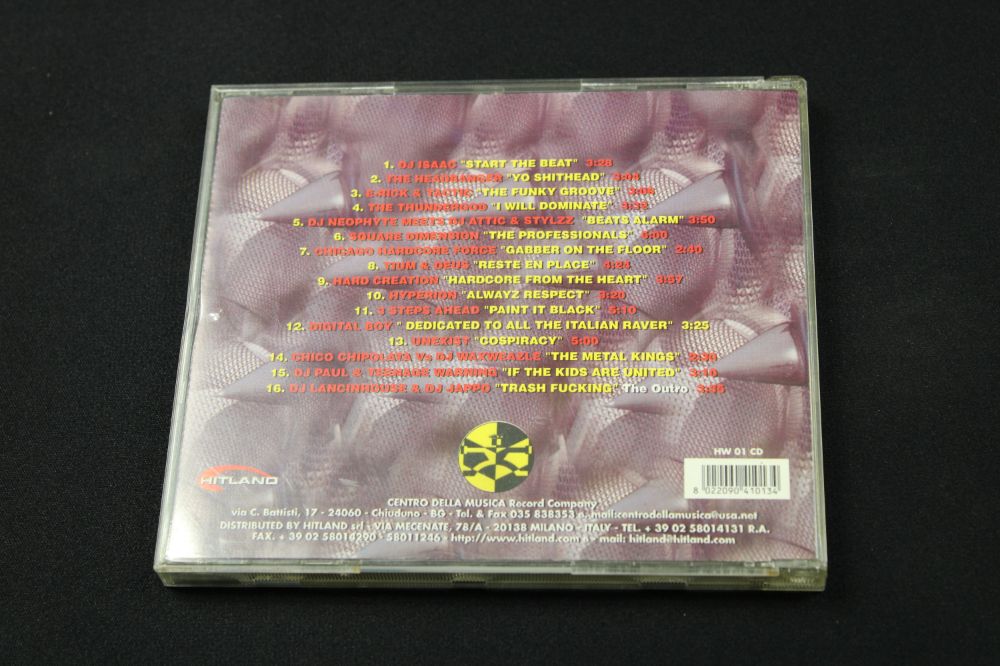 1. DJ ISAAC "START THE BEAT" 3:28
2. THE HEADBANGER "YO SHITHEAD" 3:04
3. E-RICK & TACTIC "THE FUNKY GROOVE" 3:08
4. THE THUNDERGOD "I WILL DOMINATE" 3:32
5. DJ NEOPHYTE MEETS DJ ATTIC & STYLZZ "BEATS ALARM" 3:50
6. SQUARE DIMENSION "THE PROFESSIONALS" 5:00
7. CHICAGO HARDCORE FORCE "GABBER ON THE FLOOR" 2:40
8. TJUM & DEUS "RESTE EN PLACE" 4:24
9. HARD CREATION "HARDCORE FROM THE HEART" 3:57
10. HYPERION "ALWAYZ RESPECT" 3:20
11. 3 STEPS AHEAD "PAINT IT BLACK" 5:10
12. DIGITAL BOY " DEDICATED TO ALL THE ITALIAN RAVER" 3:25
13. UNEXIST "COSPIRACY" 5:00
14. CHICO CHIPOLATA Vs DJ WAXWEAZLE "THE METAL KINGS" 2:38
15. DJ PAUL & TEENAGE WARNING "IF THE KIDS ARE UNITED" 3:10
16. DJ LANCINHOUSE & DJ JAPPO "TRASH FUCKING" The Outro 3:35
HW 01 CD
8 022090 410134
HITLAND
CENTRO DELLA MUSICA Record Company
via C. Battisti, 17 - 24060 - Chiuduno - BG - Tel. & Fax 035 838353 e.mail:centrodellamusica@usa.net
DISTRIBUTED BY HITLAND srl - VIA MECENATE, 78/A - 20138 MILANO - ITALY - TEL. + 39 02 58014131 R.A.
FAX. + 39 02 58014290 - 58011246 • http://www.hitland.com e • mail: hitland@hitland.com